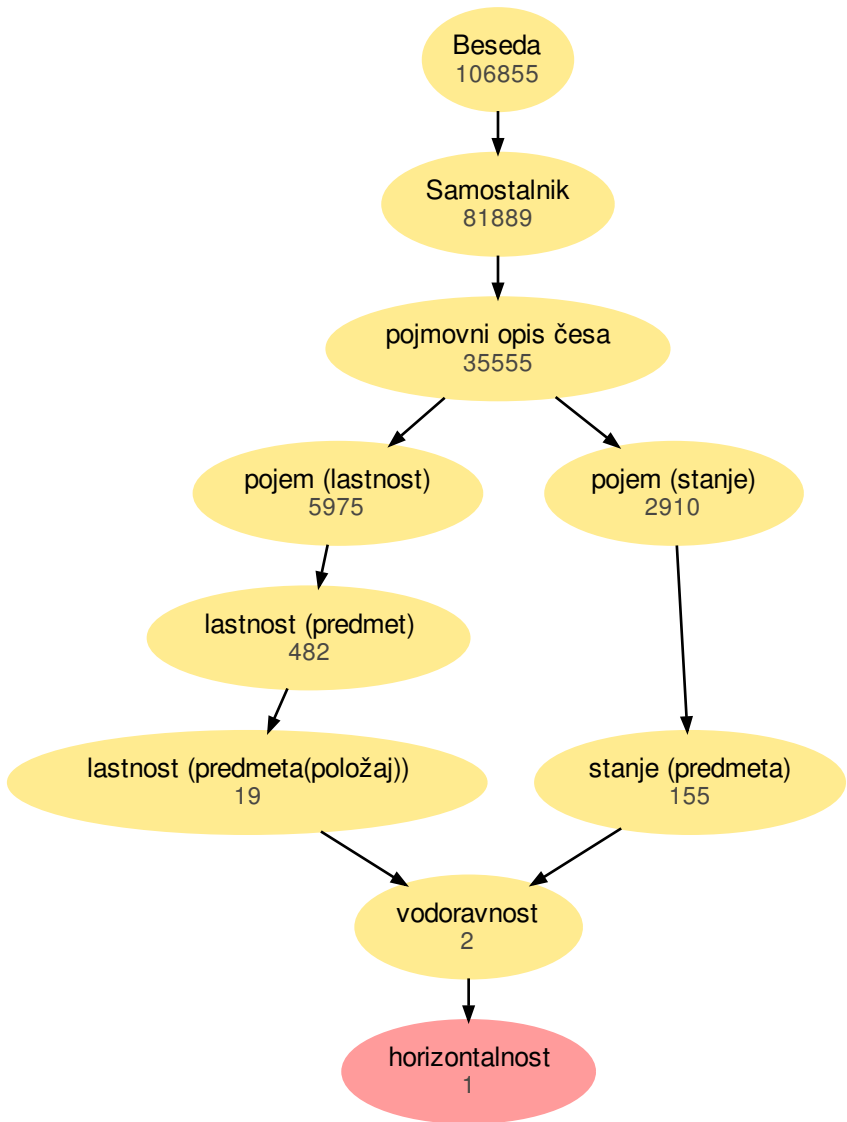 Beseda
106855
Samostalnik
81889
pojmovni opis česa
35555
pojem (lastnost)
5975
pojem (stanje)
2910
lastnost (predmet)
482
lastnost (predmeta(položaj))
19
stanje (predmeta)
155
vodoravnost
2
horizontalnost
1